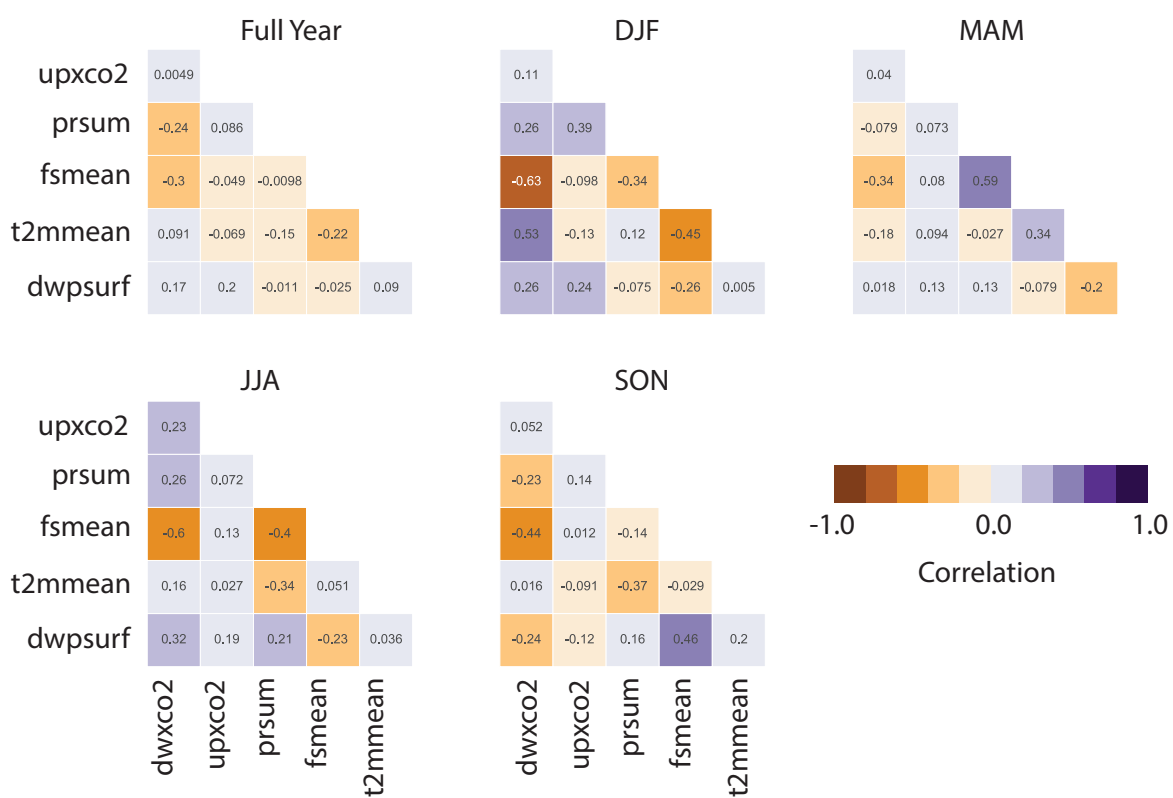 Full Year DJF MAM
upxco2 0.0049 0.11 0.04
prsum -0.24 0.086 0.26 0.39 -0.079 0.073
fsmean -0.3 -0.049 -0.0098 -0.63 -0.098 -0.34 -0.34 0.08 0.59
t2mmean 0.091 -0.069 -0.15 -0.22 0.53 -0.13 0.12 -0.45 -0.18 0.094 -0.027 0.34
dwpsurf 0.17 0.2 -0.011 -0.025 0.09 0.26 0.24 -0.075 -0.26 0.005 0.018 0.13 0.13 -0.079 -0.2
JJA SON
upxco2 0.23 0.052
prsum 0.26 0.072 -0.23 0.14
fsmean -0.6 0.13 -0.4 -0.44 0.012 -0.14
t2mmean 0.16 0.027 -0.34 0.051 0.016 -0.091 -0.37 -0.029
dwpsurf 0.32 0.19 0.21 -0.23 0.036 -0.24 -0.12 0.16 0.46 0.2
dwxco2 upxco2 prsum fsmean t2mmean dwxco2 upxco2 prsum fsmean t2mmean
-1.0 0.0 1.0
Correlation